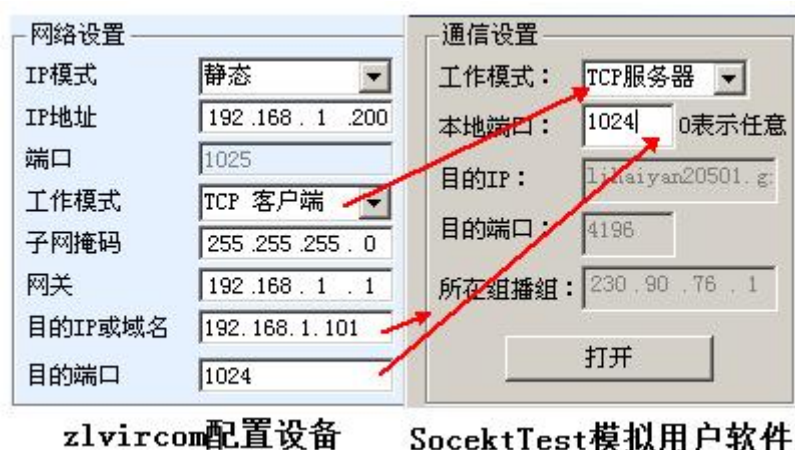 网络设置
IP模式 静态
IP地址 192 .168 . 1 .200
端口 1025
工作模式 TCP 客户端
子网掩码 255 .255 .255 . 0
网关 192 .168 . 1 . 1
目的IP或域名 192.168.1.101
目的端口 1024
zlvircom配置设备
通信设置
工作模式： TCP服务器
本地端口： 1024 0表示任意
目的IP： lihaiyan20501.g
目的端口： 4196
所在组播组： 230 .90 .76 . 1
打开
SocektTest模拟用户软件